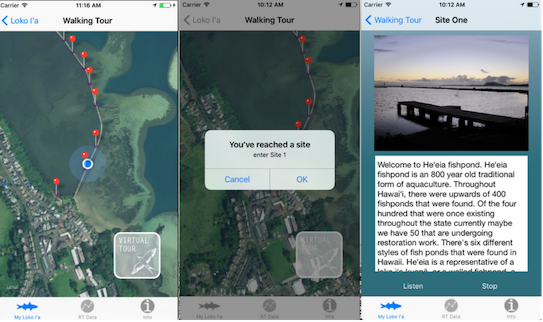 Carrier
11:16 AM
Loko I'a
Walking Tour
VIRTUAL
TOUR
My Loko I'a
RT Data
Info
Carrier
10:12 AM
Loko I'a
Walking Tour
You've reached a site
enter Site 1
Cancel
OK
VIRTUAL
TOUR
My Loko I'a
RT Data
Info
Carrier
10:12 AM
Walking Tour
Site One
Welcome to He'eia fishpond. He'eia
fishpond is an 800 year old traditional
form of aquaculture. Throughout
Hawai'i, there were upwards of 400
fishponds that were found. Of the four
hundred that were once existing
throughout the state currently maybe
we have 50 that are undergoing
restoration work. There's six different
styles of fish ponds that were found in
Hawaii. He'eia is a representative of a
Listen
Stop
My Loko I'a
RT Data
Info